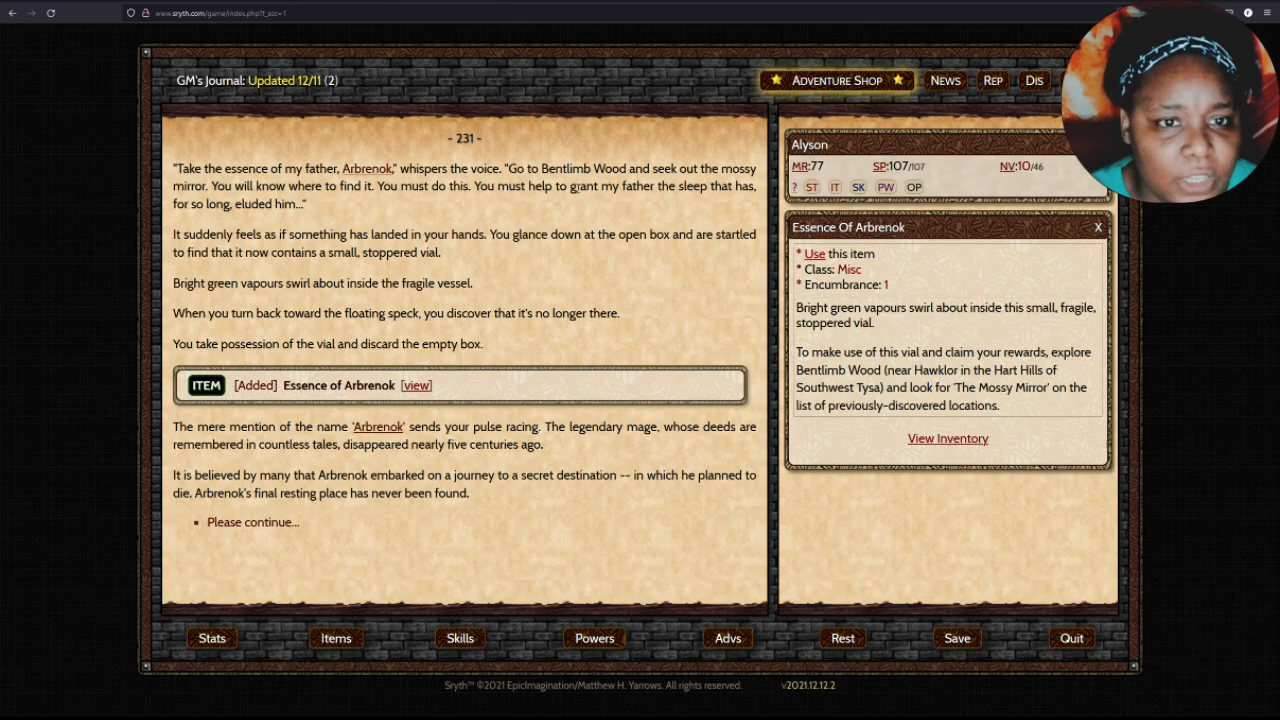 www.sryth.com/game/index.php?f_scc=1
GM's Journal: Updated 12/11 (2)
Adventure Shop
News
Rep
Dis
- 231 -
"Take the essence of my father, Arbrenok," whispers the voice. "Go to Bentlimb Wood and seek out the mossy
mirror. You will know where to find it. You must do this. You must help to grant my father the sleep that has,
for so long, eluded him..."
It suddenly feels as if something has landed in your hands. You glance down at the open box and are startled
to find that it now contains a small, stoppered vial.
Bright green vapours swirl about inside the fragile vessel.
When you turn back toward the floating speck, you discover that it's no longer there.
You take possession of the vial and discard the empty box.
ITEM [Added] Essence of Arbrenok [view]
The mere mention of the name 'Arbrenok' sends your pulse racing. The legendary mage, whose deeds are
remembered in countless tales, disappeared nearly five centuries ago.
It is believed by many that Arbrenok embarked on a journey to a secret destination -- in which he planned to
die. Arbrenok's final resting place has never been found.
Please continue...
Alyson
MR:77 SP:107/107 NV:10/46
? ST IT SK PW OP
Essence Of Arbrenok X
* Use this item
* Class: Misc
* Encumbrance: 1
Bright green vapours swirl about inside this small, fragile,
stoppered vial.
To make use of this vial and claim your rewards, explore
Bentlimb Wood (near Hawklor in the Hart Hills of
Southwest Tysa) and look for 'The Mossy Mirror' on the
list of previously-discovered locations.
View Inventory
Stats
Items
Skills
Powers
Advs
Rest
Save
Quit
Sryth™ ©2021 EpicImagination/Matthew H. Yarrows. All rights reserved. v2021.12.12.2